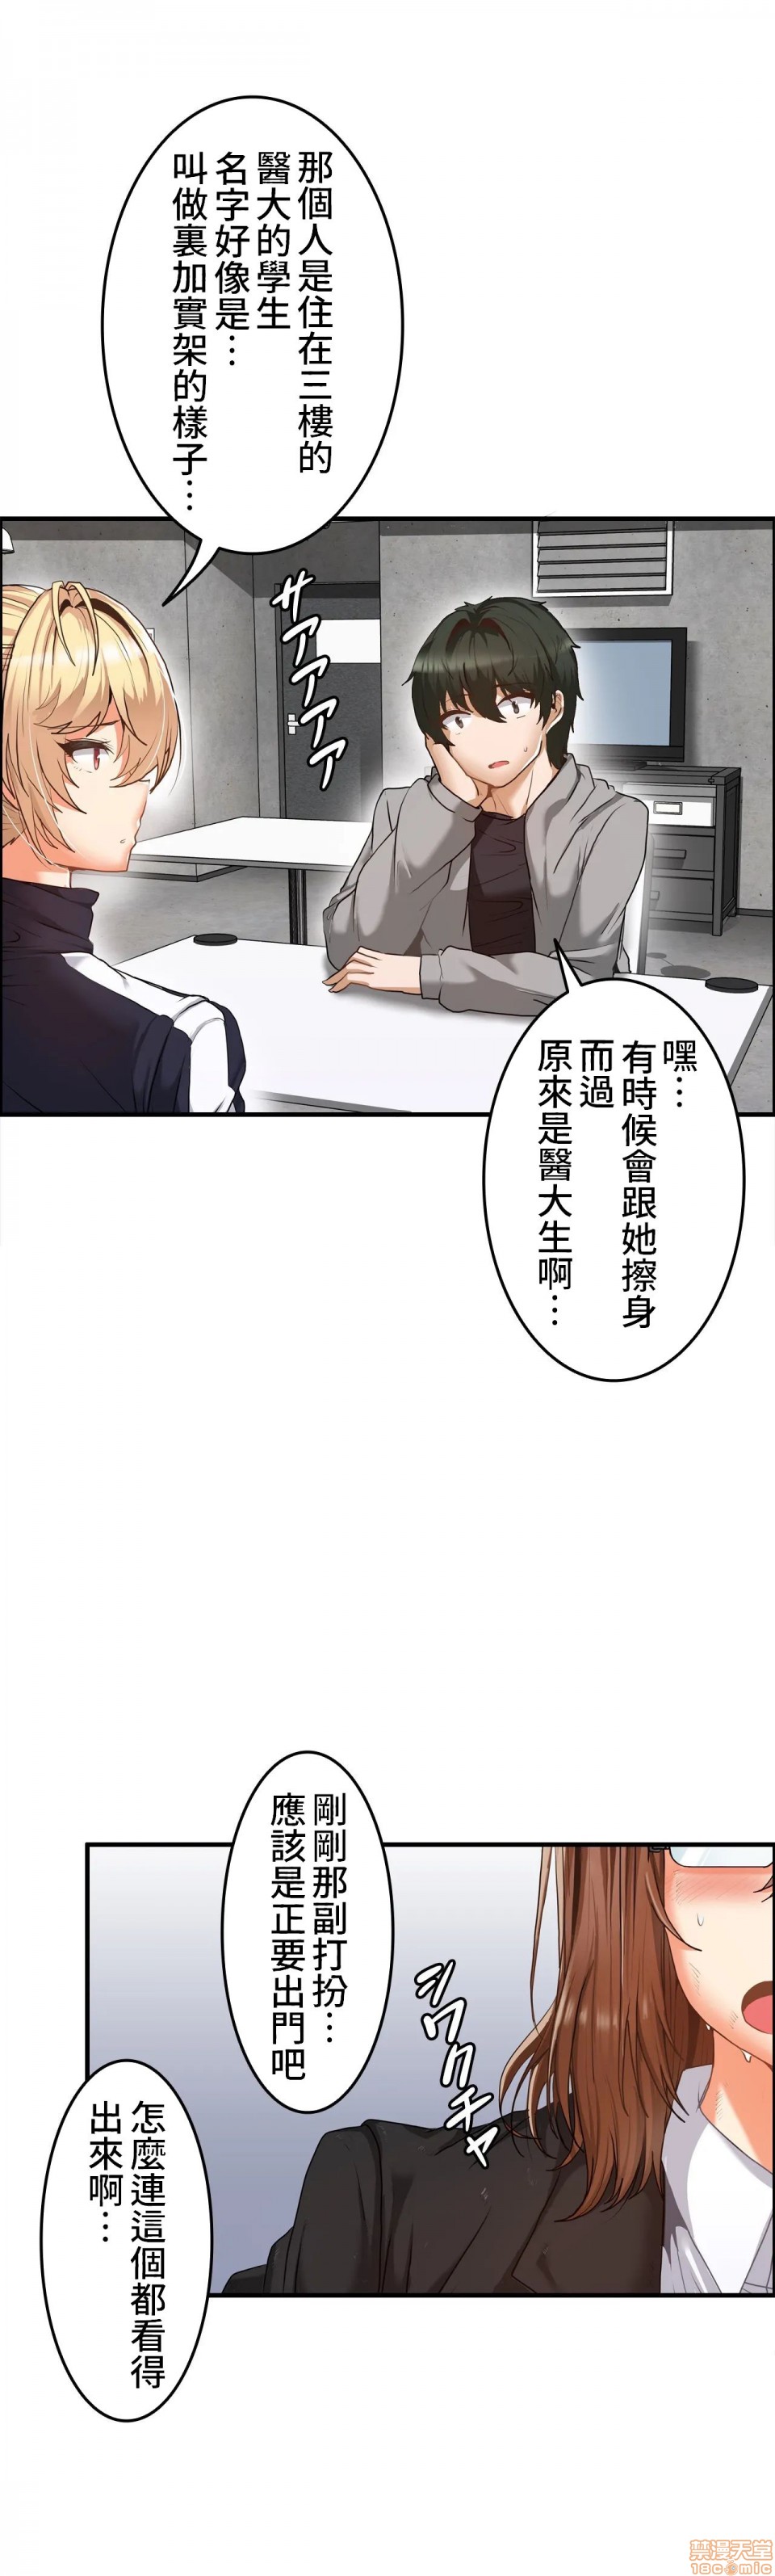 那個人是住在三樓的
醫大的學生
名字好像是…
叫做裏加實架的樣子…
サアアアア
嘿…
有時候會跟她擦身
而過
原來是醫大生啊…
剛剛那副打扮…
應該是正要出門吧
シワクチャ
怎麼連這個都看得
出來啊…
禁漫天堂
18comic